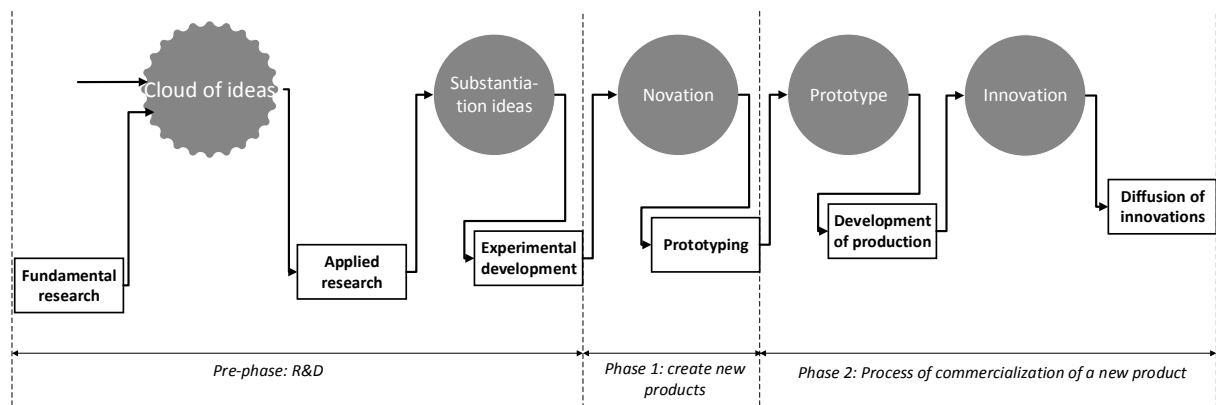 Cloud of ideas
Substantia-
tion ideas
Novation
Prototype
Innovation
Fundamental
research
Applied
research
Experimental
development
Prototyping
Development
of production
Diffusion of
innovations
Pre-phase: R&D
Phase 1: create new
products
Phase 2: Process of commercialization of a new product